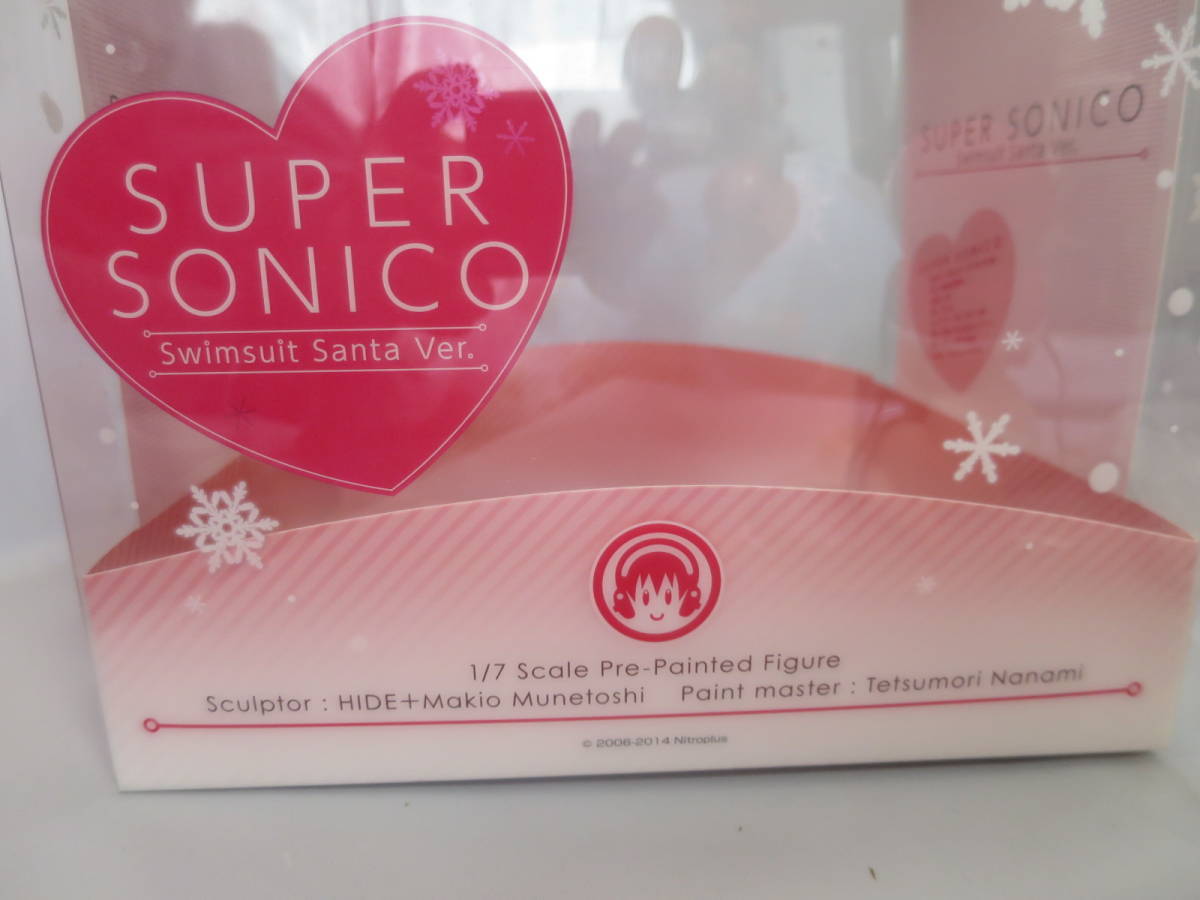 SUPER
SONICO
Swimsuit Santa Ver.
SUPER SONICO
Swimsuit Santa Ver.
1/7 Scale Pre-Painted Figure
Sculptor : HIDE+Makio Munetoshi Paint master : Tetsumori Nanami
© 2006-2014 Nitroplus